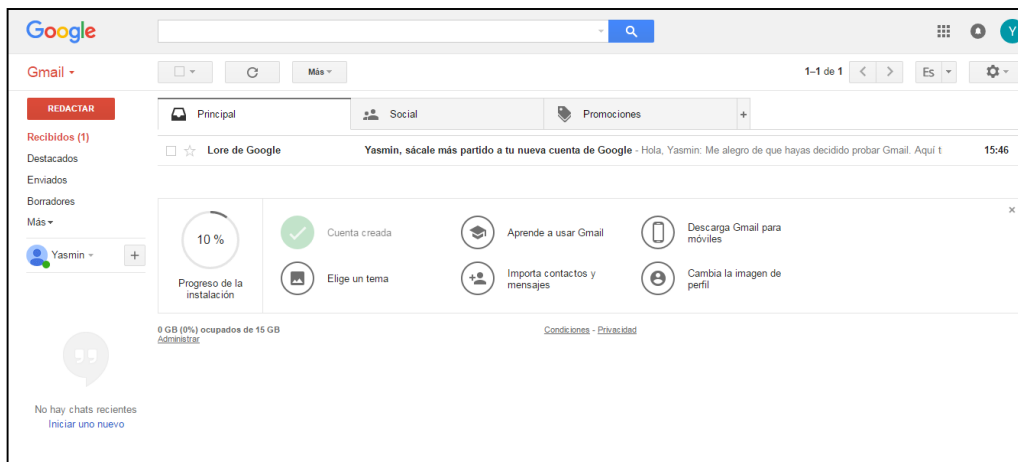 Google
Y
Gmail
Más
1–1 de 1
Es
REDACTAR
Principal
Social
Promociones
+
Recibidos (1)
Destacados
Enviados
Borradores
Más
Lore de Google
Yasmin, sácale más partido a tu nueva cuenta de Google - Hola, Yasmin: Me alegro de que hayas decidido probar Gmail. Aquí t
15:46
Yasmin
+
10 %
Progreso de la
instalación
Cuenta creada
Aprende a usar Gmail
Descarga Gmail para
móviles
Elige un tema
Importa contactos y
mensajes
Cambia la imagen de
perfil
0 GB (0%) ocupados de 15 GB
Administrar
Condiciones - Privacidad
No hay chats recientes
Iniciar uno nuevo